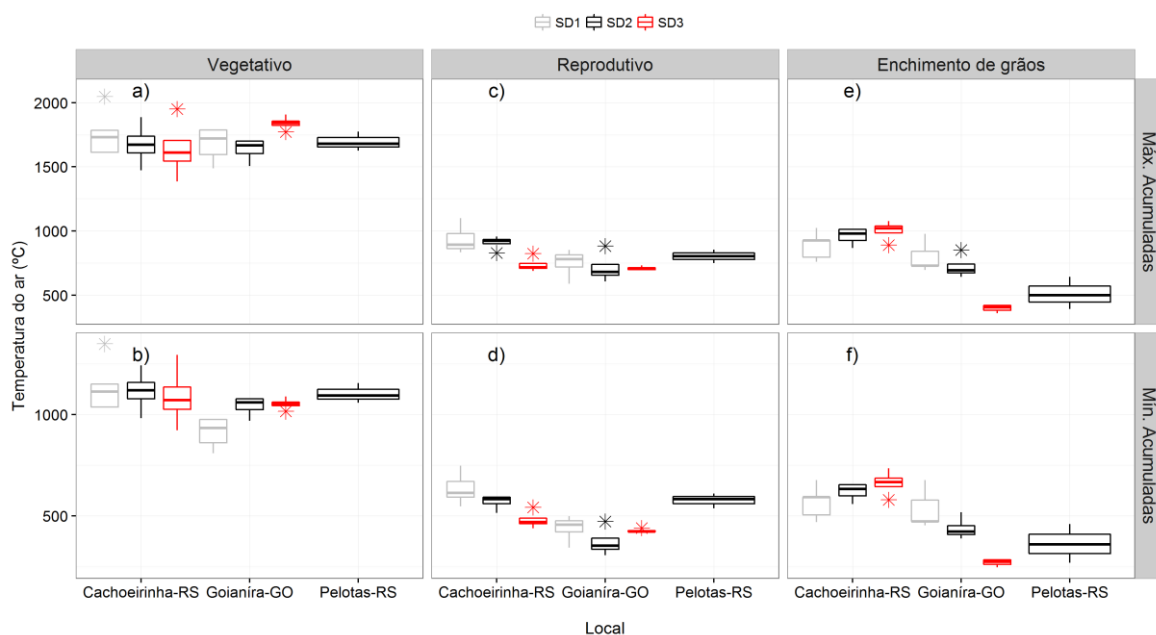 SD1 SD2 SD3
Vegetativo Reprodutivo Enchimento de grãos
a) c) e)
2000
1500
1000
500
Máx. Acumuladas
Temperatura do ar (ºC)
b) d) f)
1000
500
Mín. Acumuladas
Cachoeirinha-RS Goianíra-GO Pelotas-RS Cachoeirinha-RS Goianíra-GO Pelotas-RS Cachoeirinha-RS Goianíra-GO Pelotas-RS
Local